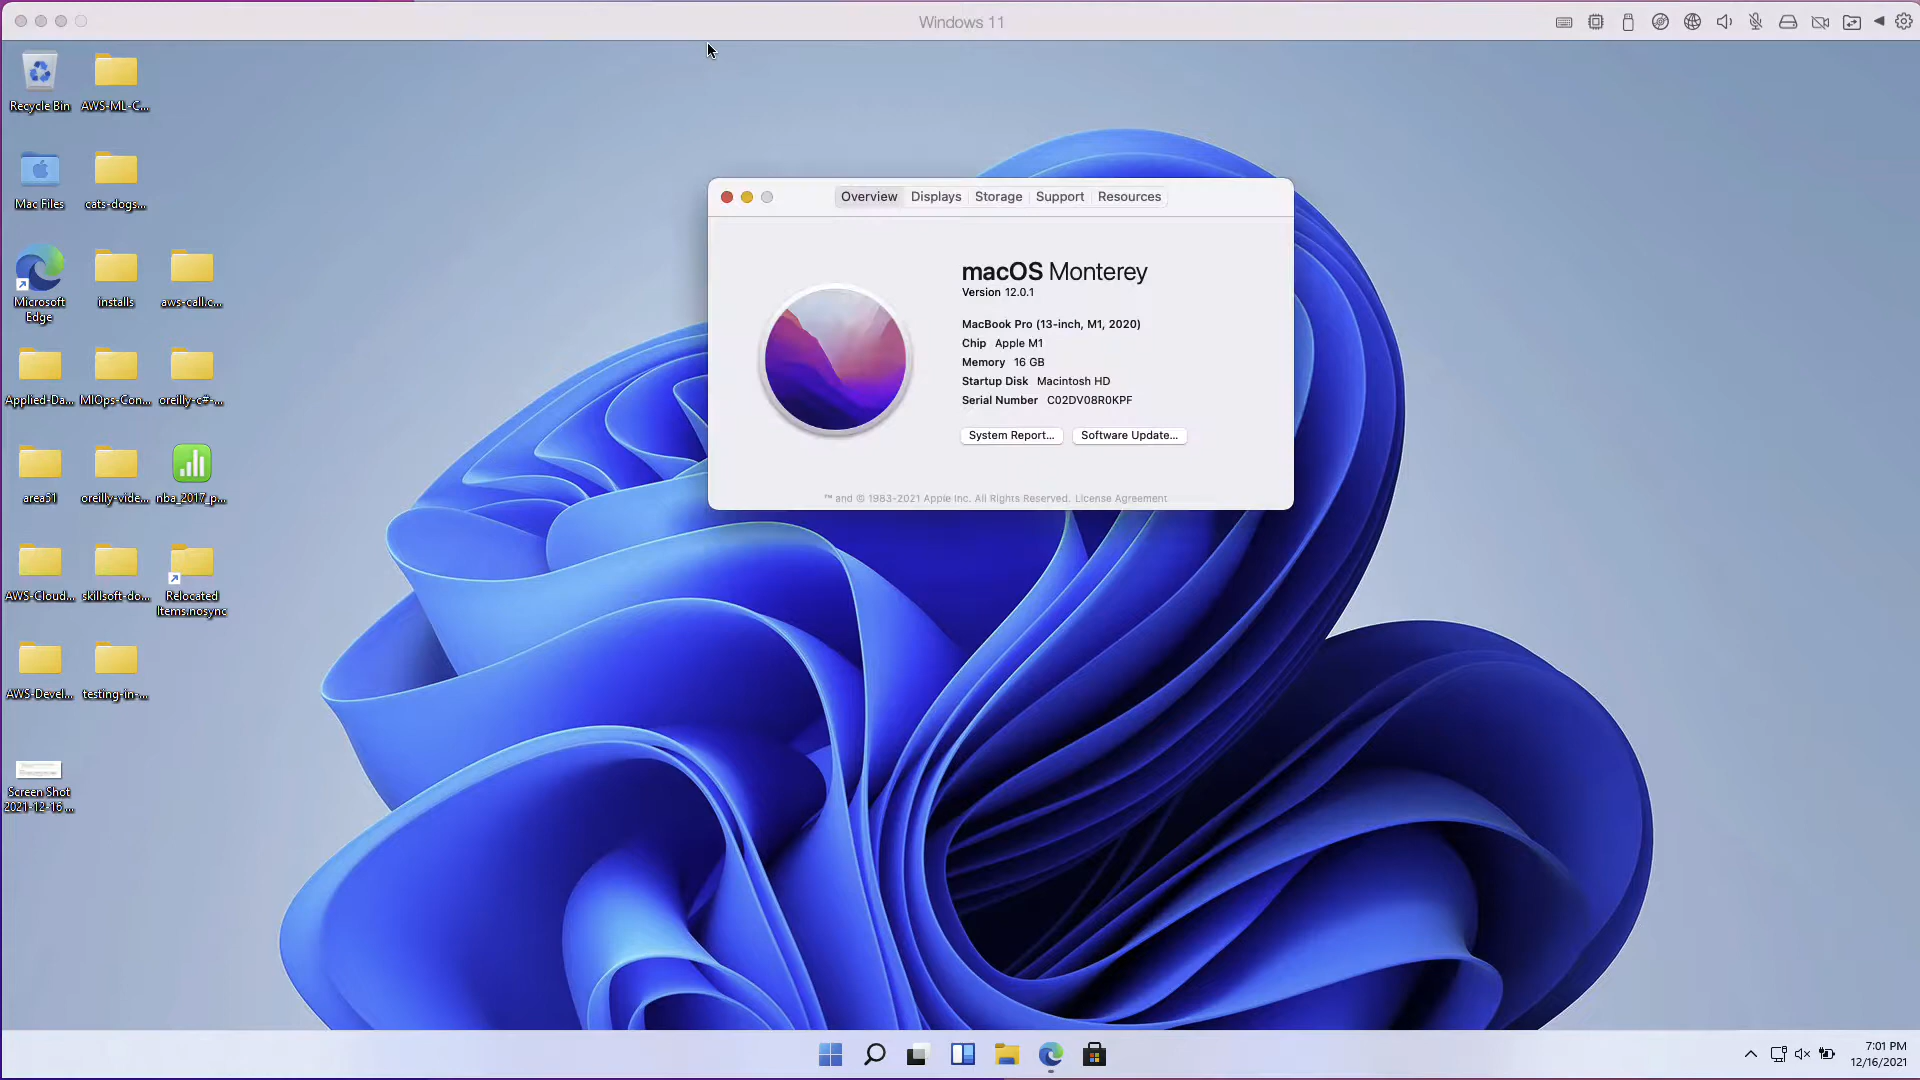 Windows 11
Recycle Bin
AWS-ML-C...
Mac Files
cats-dogs...
Microsoft
Edge
installs
aws-call.c...
Applied-Da...
MlOps-Con...
oreilly-c#-...
area51
oreilly-vide...
nba_2017_p...
AWS-Cloud...
skillsoft-do...
Relocated
Items.nosync
AWS-Devel...
testing-in-...
Screen Shot
2021-12-16 ...
Overview
Displays
Storage
Support
Resources
macOS Monterey
Version 12.0.1
MacBook Pro (13-inch, M1, 2020)
Chip Apple M1
Memory 16 GB
Startup Disk Macintosh HD
Serial Number C02DV08R0KPF
System Report...
Software Update...
™ and © 1983-2021 Apple Inc. All Rights Reserved. License Agreement
7:01 PM
12/16/2021